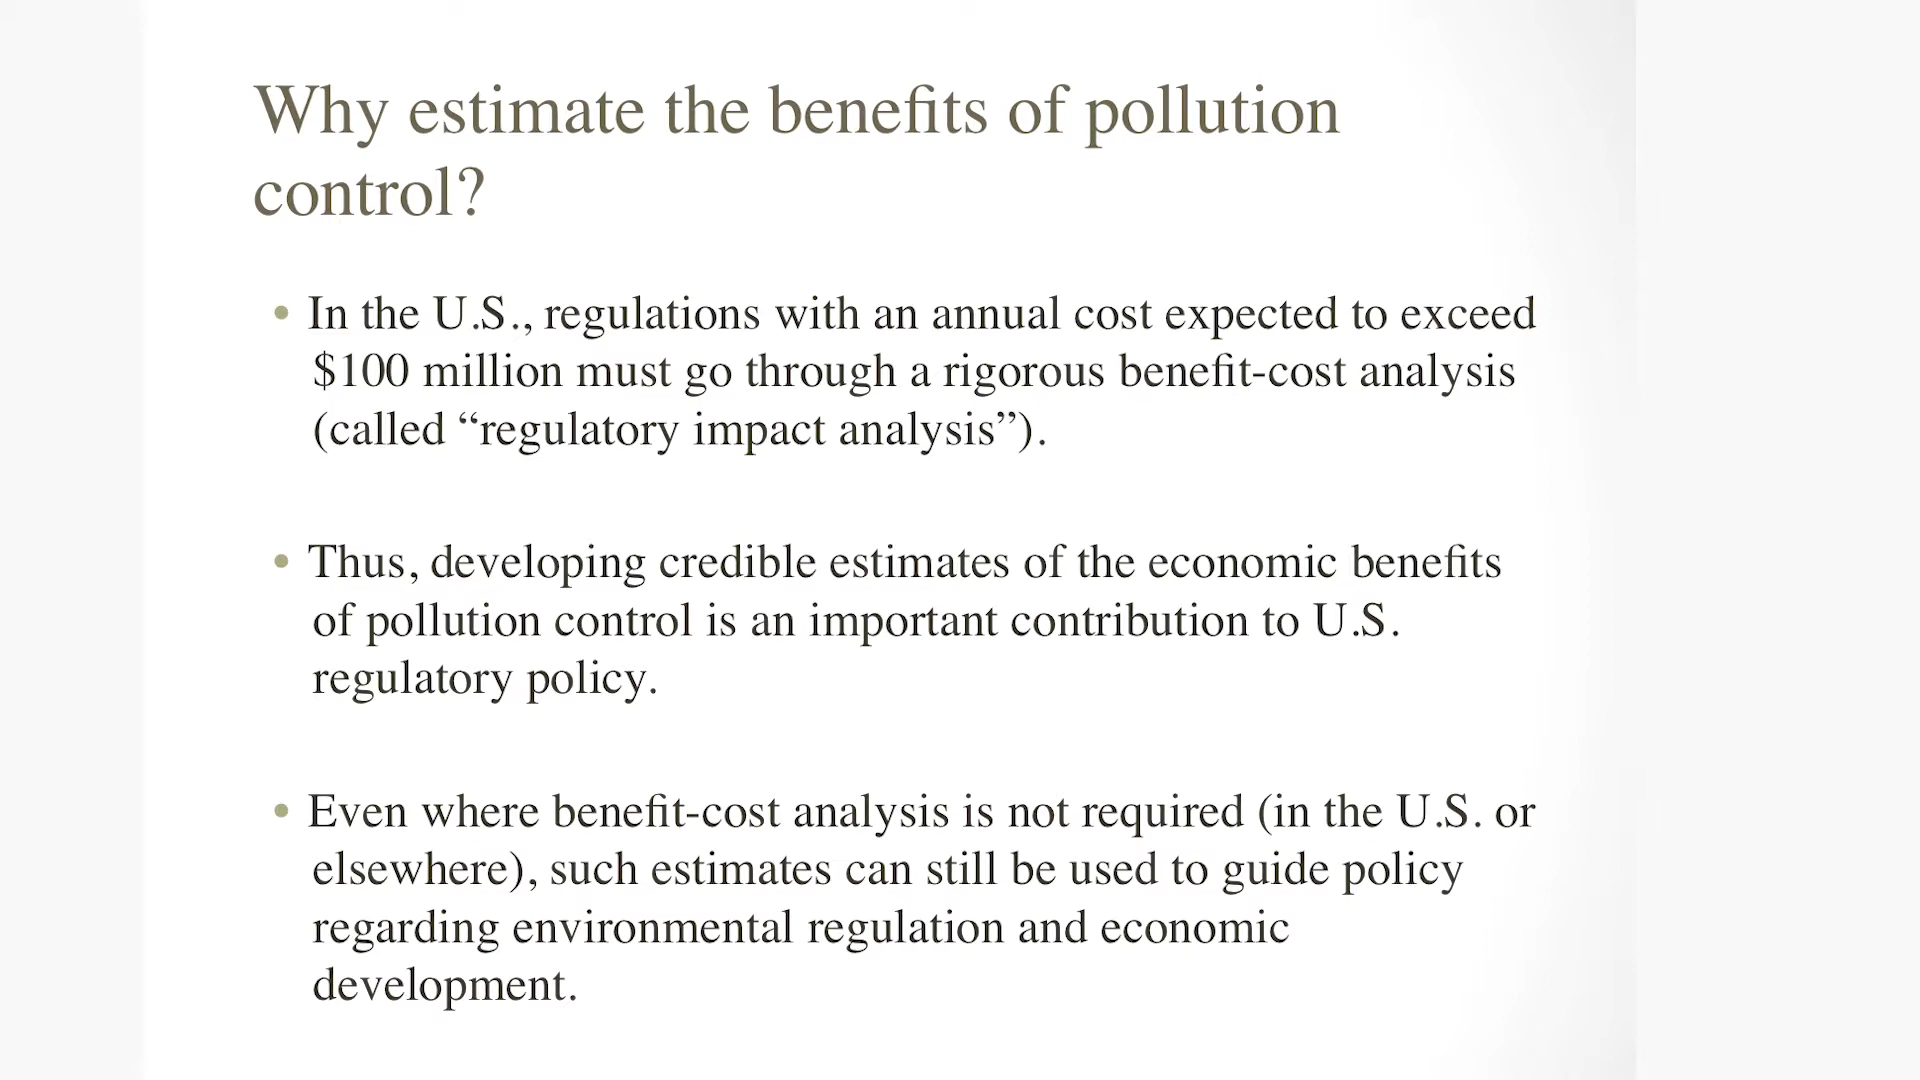 Why estimate the benefits of pollution
control?
• In the U.S., regulations with an annual cost expected to exceed
$100 million must go through a rigorous benefit-cost analysis
(called “regulatory impact analysis”).
• Thus, developing credible estimates of the economic benefits
of pollution control is an important contribution to U.S.
regulatory policy.
• Even where benefit-cost analysis is not required (in the U.S. or
elsewhere), such estimates can still be used to guide policy
regarding environmental regulation and economic
development.